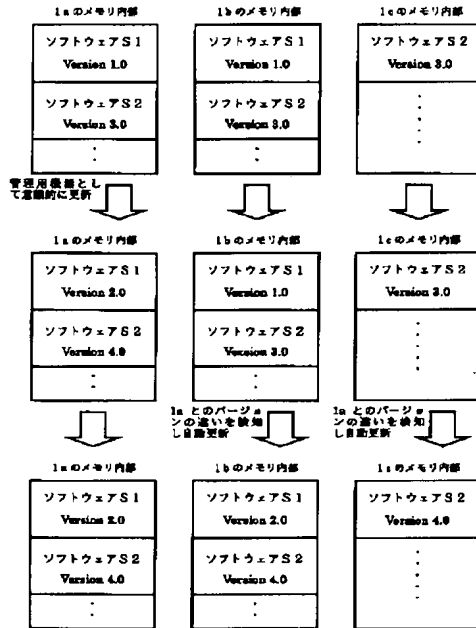 1aのメモリ内部
ソフトウェアS1
Version 1.0
ソフトウェアS2
Version 3.0
1bのメモリ内部
ソフトウェアS1
Version 1.0
ソフトウェアS2
Version 3.0
1cのメモリ内部
ソフトウェアS2
Version 3.0
管理用機器とし
て意識的に更新
1aのメモリ内部
ソフトウェアS1
Version 2.0
ソフトウェアS2
Version 4.0
1bのメモリ内部
ソフトウェアS1
Version 1.0
ソフトウェアS2
Version 3.0
1cのメモリ内部
ソフトウェアS2
Version 3.0
1aとのバージョ
ンの違いを検知
し自動更新
1aとのバージョ
ンの違いを検知
し自動更新
1aのメモリ内部
ソフトウェアS1
Version 2.0
ソフトウェアS2
Version 4.0
1bのメモリ内部
ソフトウェアS1
Version 2.0
ソフトウェアS2
Version 4.0
のメモリ内部
ソフトウェアS2
Version 4.0